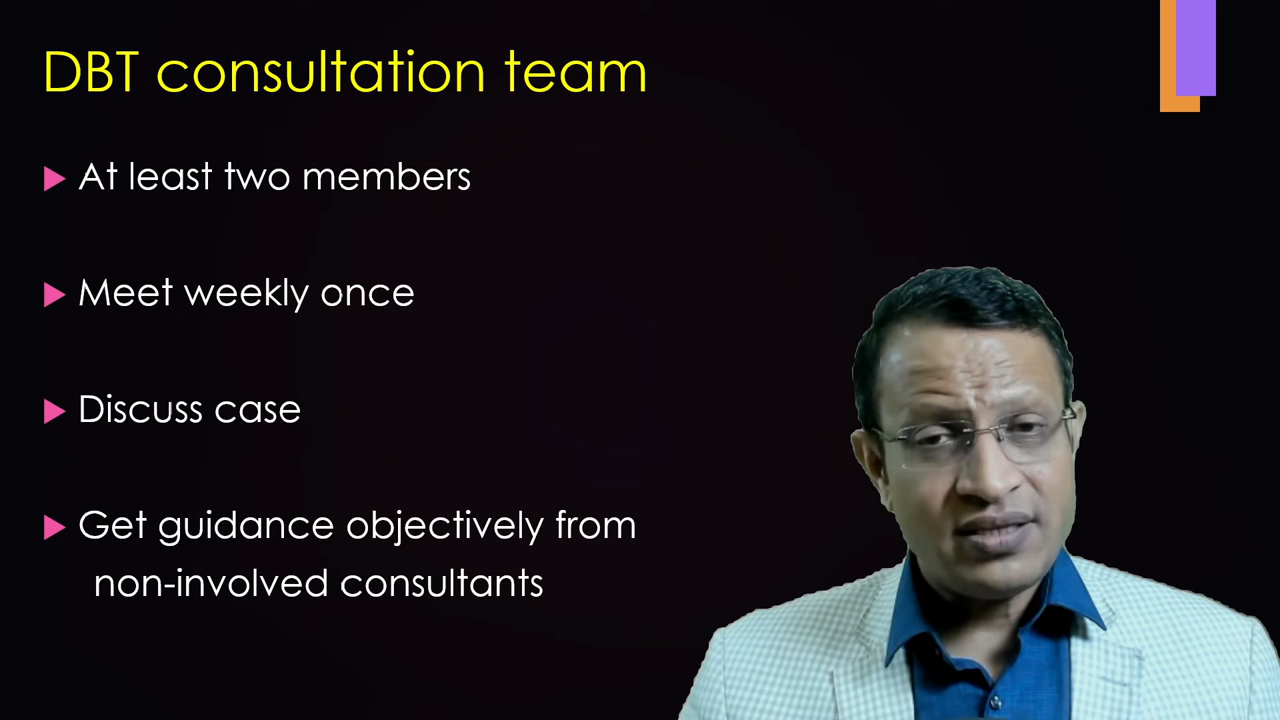 DBT consultation team
At least two members
Meet weekly once
Discuss case
Get guidance objectively from
non-involved consultants